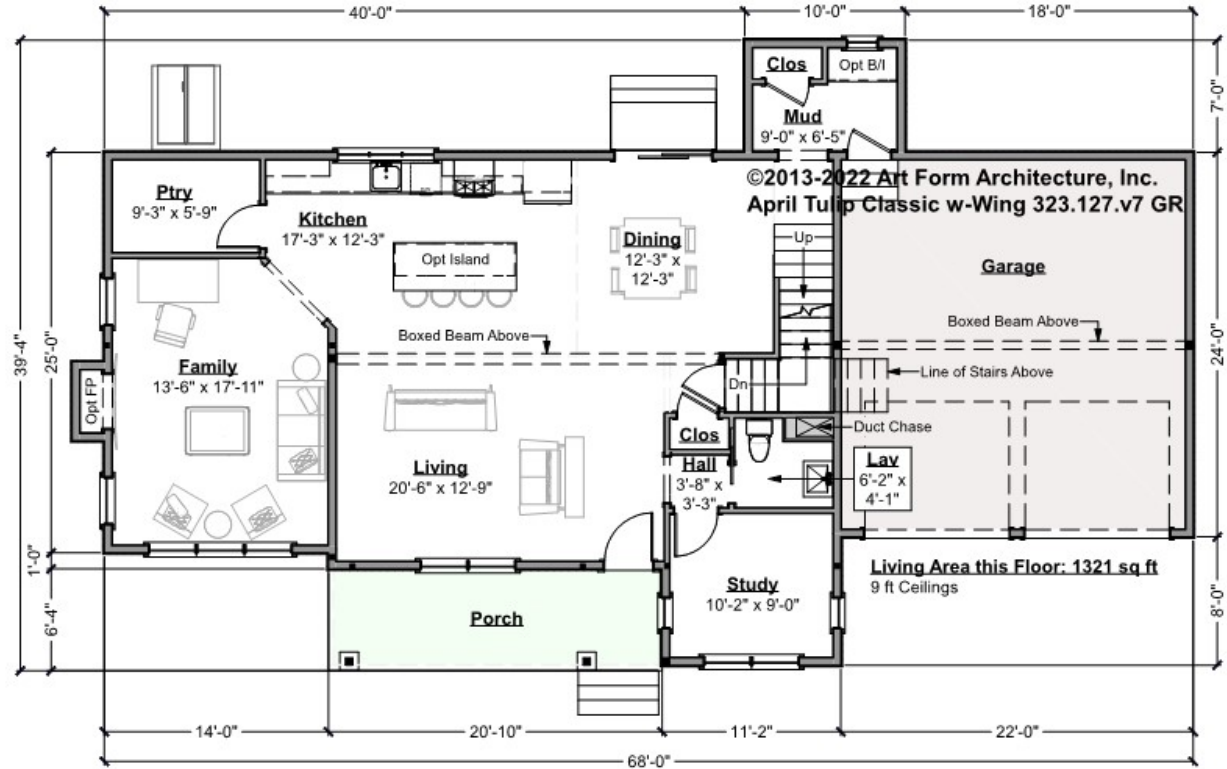 40'-0"
10'-0"
18'-0"
Clos
Opt B/I
Mud
9'-0" x 6'-5"
7'-0"
©2013-2022 Art Form Architecture, Inc.
April Tulip Classic w-Wing 323.127.v7 GR
Ptry
9'-3" x 5'-9"
Kitchen
17'-3" x 12'-3"
Opt Island
Dining
12'-3" x
12'-3"
Up
Garage
Boxed Beam Above
Boxed Beam Above
39'-4"
25'-0"
24'-0"
Family
13'-6" x 17'-11"
Opt FP
Dn
Line of Stairs Above
Duct Chase
Clos
Living
20'-6" x 12'-9"
Hall
3'-8" x
3'-3"
Lav
6'-2" x
4'-1"
1'-0"
Living Area this Floor: 1321 sq ft
9 ft Ceilings
Study
10'-2" x 9'-0"
Porch
6'-4"
8'-0"
14'-0"
20'-10"
11'-2"
22'-0"
68'-0"